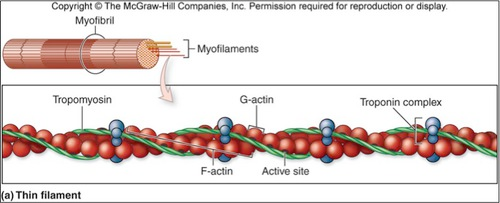 Copyright © The McGraw-Hill Companies, Inc. Permission required for reproduction or display.
Myofibril
Myofilaments
Tropomyosin
G-actin
Troponin complex
F-actin
Active site
(a) Thin filament